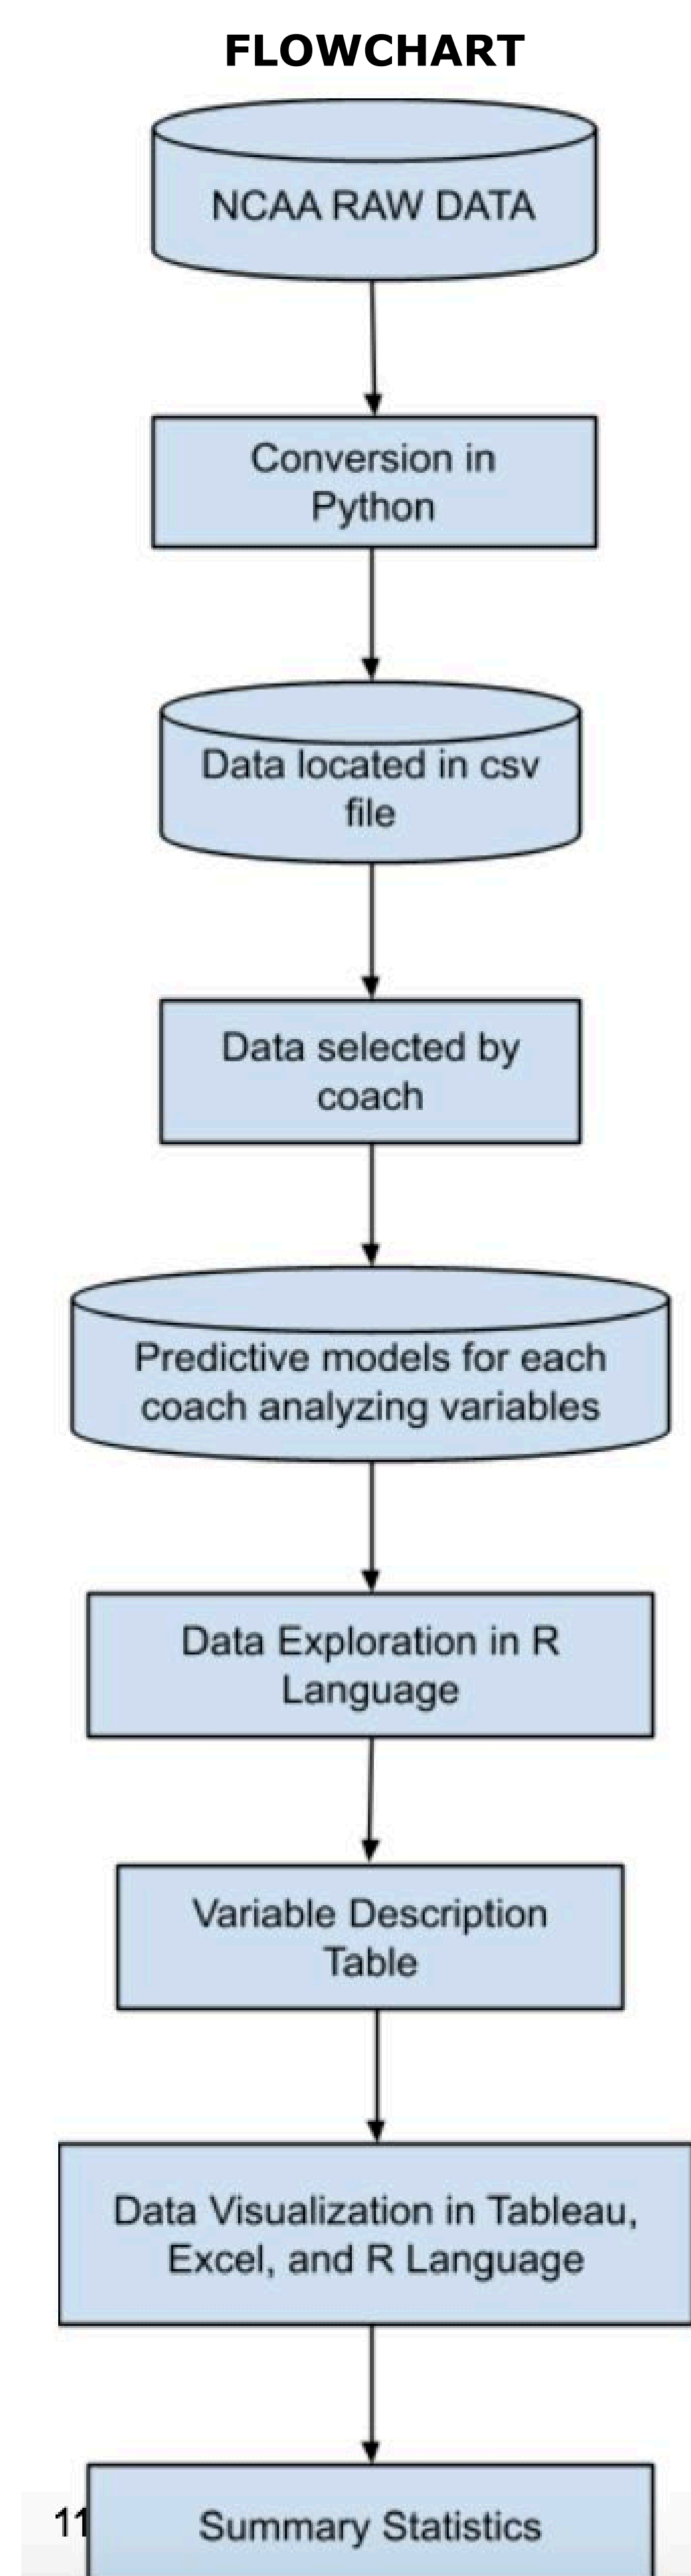 FLOWCHART
NCAA RAW DATA
Conversion in
Python
Data located in csv
file
Data selected by
coach
Predictive models for each
coach analyzing variables
Data Exploration in R
Language
Variable Description
Table
Data Visualization in Tableau,
Excel, and R Language
11
Summary Statistics